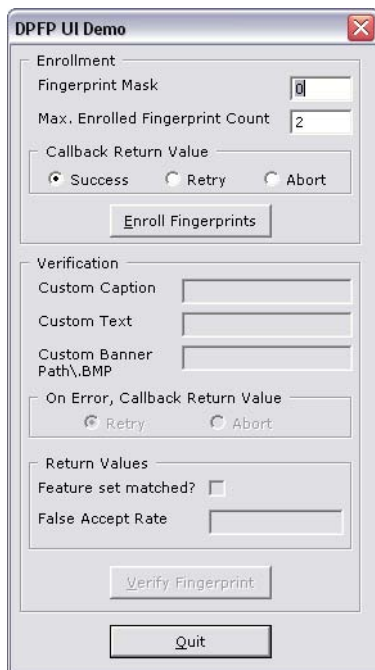 DPFP UI Demo
Enrollment
Fingerprint Mask 0
Max. Enrolled Fingerprint Count 2
Callback Return Value
Success Retry Abort
Enroll Fingerprints
Verification
Custom Caption
Custom Text
Custom Banner
Path\.BMP
On Error, Callback Return Value
Retry Abort
Return Values
Feature set matched?
False Accept Rate
Verify Fingerprint
Quit